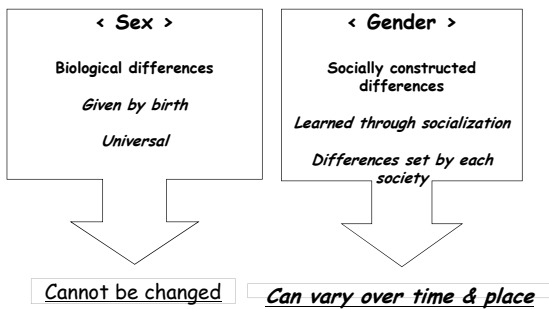 < Sex >
Biological differences
Given by birth
Universal
Cannot be changed
< Gender >
Socially constructed
differences
Learned through socialization
Differences set by each
society
Can vary over time & place